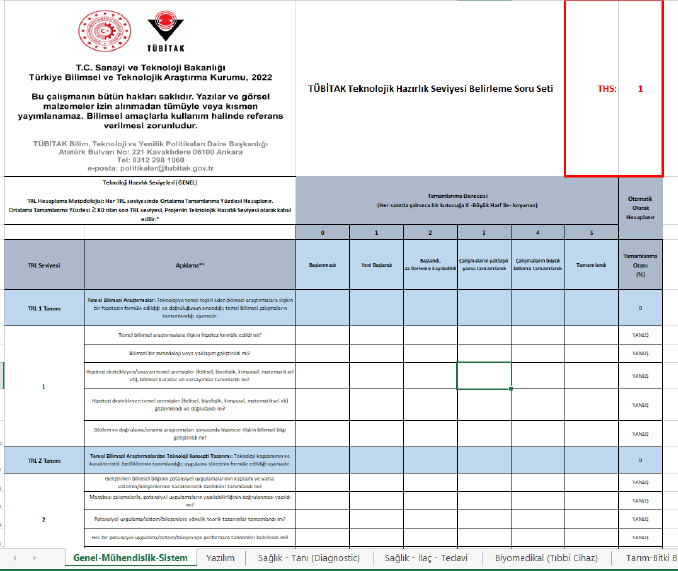 TÜBİTAK
T.C. Sanayi ve Teknoloji Bakanlığı
Türkiye Bilimsel ve Teknolojik Araştırma Kurumu, 2022
Bu çalışmanın bütün hakları saklıdır. Yazılar ve görsel
malzemeler izin alınmadan tümüyle veya kısmen
yayımlanamaz. Bilimsel amaçlarla kullanım halinde referans
verilmesi zorunludur.
TÜBİTAK Bilim, Teknoloji ve Yenilik Politikaları Daire Başkanlığı
Atatürk Bulvarı No: 221 Kavaklıdere 06100 Ankara
Tel: 0312 298 1060
e-posta: politikalar@tubitak.gov.tr
TÜBİTAK Teknolojik Hazırlık Seviyesi Belirleme Soru Seti
THS: 1
Teknoloji Hazırlık Seviyeleri (GENEL)
TRL Hesaplama Metodolojisi: Her TRL seviyesinde Ortalama Tamamlanma Yüzdesi Hesaplanır.
Ortalama Tamamlanma Yüzdesi ≥80 olan son TRL seviyesi, Projenin Teknolojik Hazırlık Seviyesi olarak kabul
edilir.*
Tamamlanma Derecesi
(Her satırda yalnızca bir kutucuğa X -Büyük Harf ile- koyunuz)
Otomatik
Olarak
Hesaplanır
0 1 2 3 4 5
TRL Seviyesi
Açıklama**
Başlanmadı
Yeni Başlandı
Başlandı,
az ilerleme kaydedildi
Çalışmaların yaklaşık
yarısı tamamlandı
Çalışmaların büyük
bölümü tamamlandı
Tamamlandı
Tamamlanma
Oranı
(%)
TRL 1 Tanımı
Temel Bilimsel Araştırmalar: Teknolojiye temel teşkil eden bilimsel araştırmalara ilişkin
bir hipotezin formüle edildiği ve doğruluğunun sınandığı; temel bilimsel çalışmaların
tamamlandığı aşamadır.
0
1
Temel bilimsel araştırmalara ilişkin hipotez formüle edildi mi?
YANLIŞ
Bilimsel bir metodoloji veya yaklaşım geliştirildi mi?
YANLIŞ
Hipotezi destekleyen/sınayan temel prensipler (fiziksel, biyolojik, kimyasal, matematiksel
vb), bilimsel kurallar ve varsayımlar tanımlandı mı?
YANLIŞ
Hipotezi destekleyen temel prensipler (fiziksel, biyolojik, kimyasal, matematiksel vb)
gözlemlendi ve doğrulandı mı?
YANLIŞ
Gözlem ve doğrulama/sınama araştırmaları sonucunda hipoteze ilişkin bilimsel bilgi
geliştirildi mi?
YANLIŞ
TRL 2 Tanımı
Temel Bilimsel Araştırmalardan Teknoloji Konsepti Tasarımı: Teknoloji kapsamının ve
karakteristik özelliklerinin tanımlandığı; uygulama sürecinin formüle edildiği aşamadır.
0
2
Geliştirilen bilimsel bilginin potansiyel uygulamalarının kapsamı ve varsa
sistemin/bileşenlerinin karakteristik özellikleri tanımlandı mı?
YANLIŞ
Masabaşı çalışmalarla, potansiyel uygulamaların yapılabilirliğinin doğrulanması yapıldı
mı?
YANLIŞ
Potansiyel uygulama/sistem/bileşenlere yönelik teorik tasarımlar tamamlandı mı?
YANLIŞ
Her bir potansiyel uygulama/sistem/bileşen için performans tahminleri belirlendi mi?
YANLIŞ
Genel-Mühendislik-Sistem
Yazılım
Sağlık - Tanı (Diagnostic)
Sağlık - İlaç - Tedavi
Biyomedikal (Tıbbi Cihaz)
Tarım-Bitki B